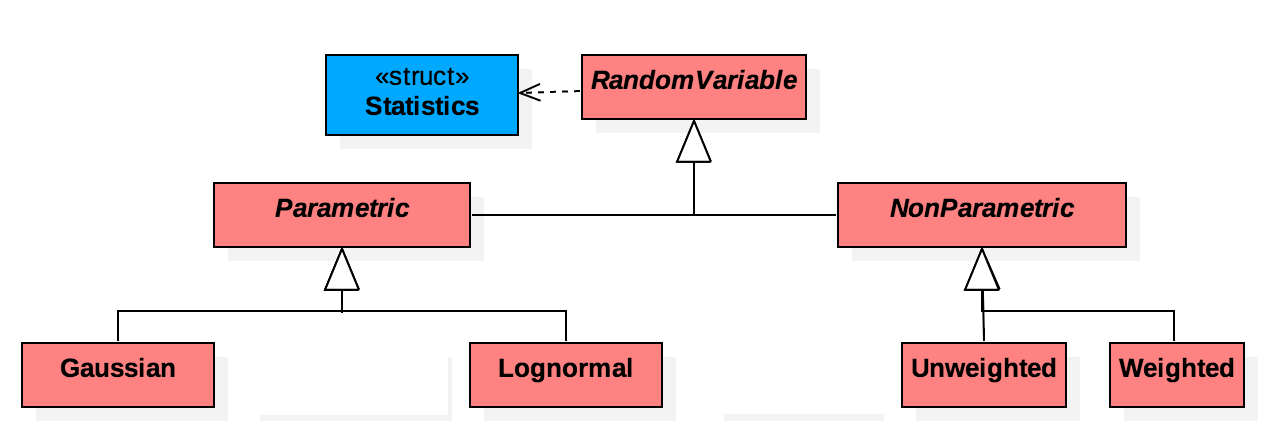 «struct»
Statistics
RandomVariable
Parametric
NonParametric
Gaussian
Lognormal
Unweighted
Weighted